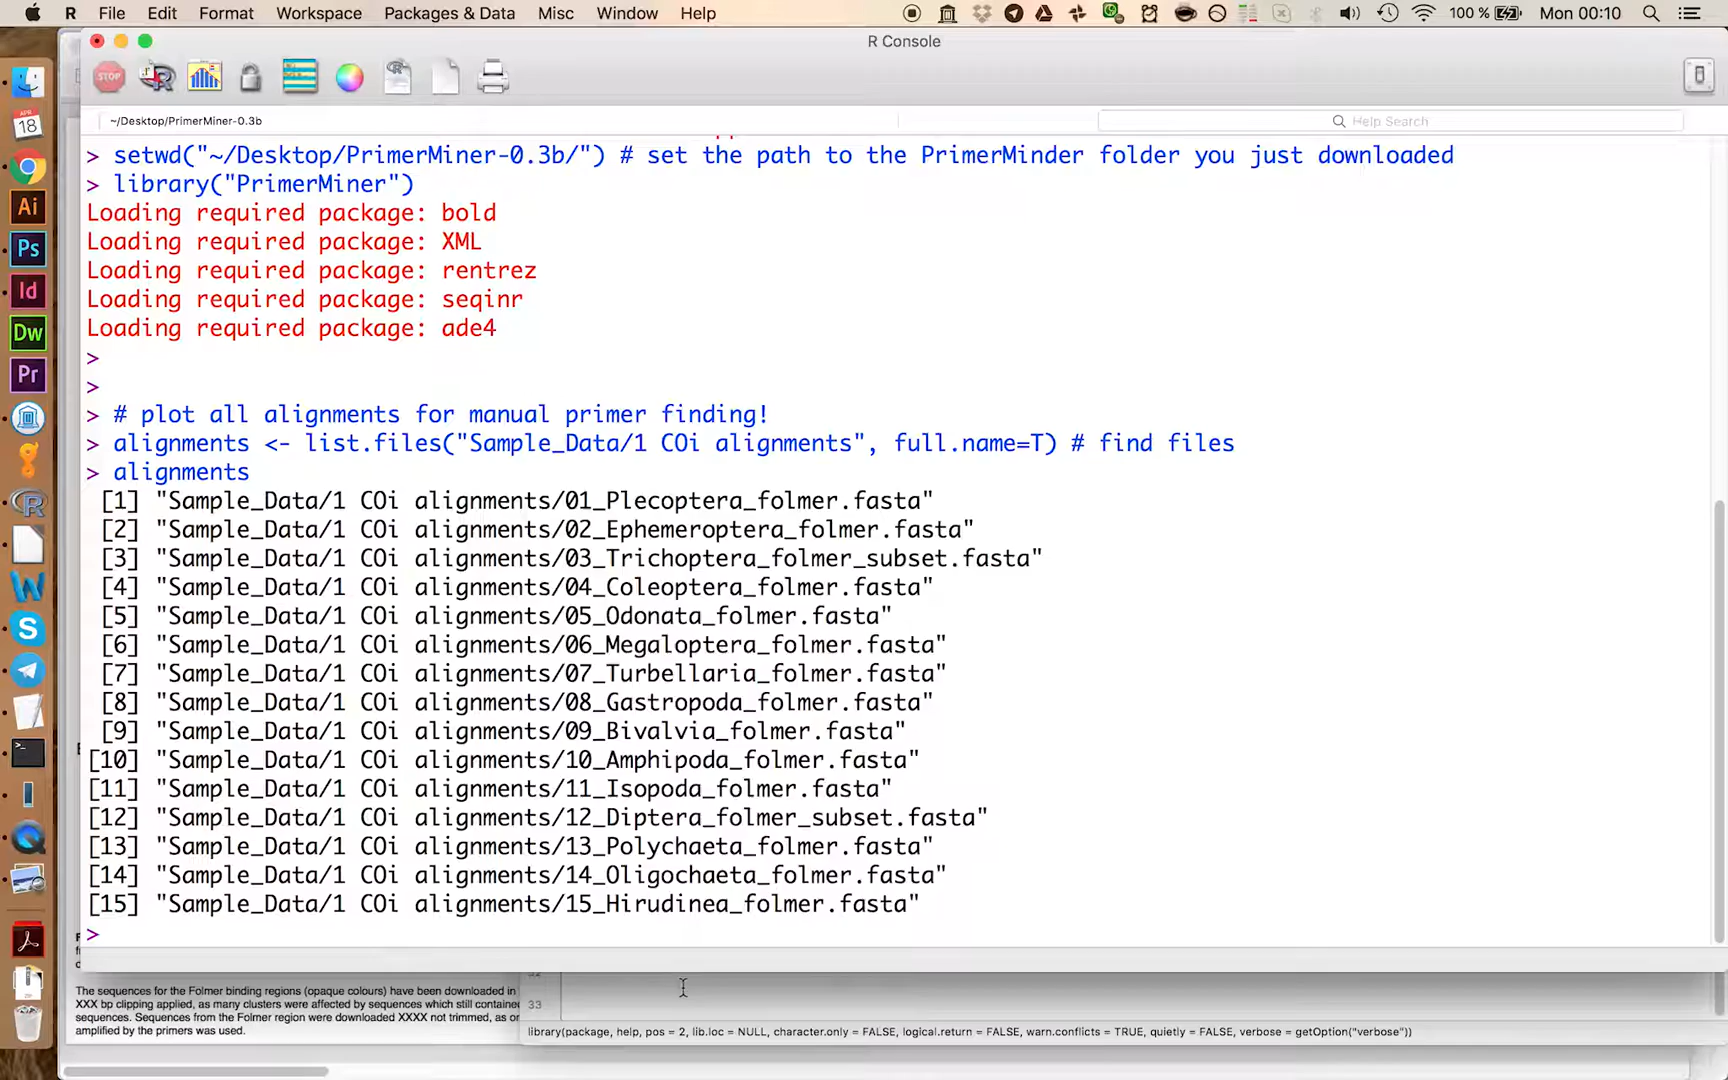 R File Edit Format Workspace Packages & Data Misc Window Help 100 % Mon 00:10
R Console
STOP
~/Desktop/PrimerMiner-0.3b Help Search
> setwd("~/Desktop/PrimerMiner-0.3b/") # set the path to the PrimerMinder folder you just downloaded
> library("PrimerMiner")
Loading required package: bold
Loading required package: XML
Loading required package: rentrez
Loading required package: seqinr
Loading required package: ade4
>
>
> # plot all alignments for manual primer finding!
> alignments <- list.files("Sample_Data/1 COi alignments", full.name=T) # find files
> alignments
[1] "Sample_Data/1 COi alignments/01_Plecoptera_folmer.fasta"
[2] "Sample_Data/1 COi alignments/02_Ephemeroptera_folmer.fasta"
[3] "Sample_Data/1 COi alignments/03_Trichoptera_folmer_subset.fasta"
[4] "Sample_Data/1 COi alignments/04_Coleoptera_folmer.fasta"
[5] "Sample_Data/1 COi alignments/05_Odonata_folmer.fasta"
[6] "Sample_Data/1 COi alignments/06_Megaloptera_folmer.fasta"
[7] "Sample_Data/1 COi alignments/07_Turbellaria_folmer.fasta"
[8] "Sample_Data/1 COi alignments/08_Gastropoda_folmer.fasta"
[9] "Sample_Data/1 COi alignments/09_Bivalvia_folmer.fasta"
[10] "Sample_Data/1 COi alignments/10_Amphipoda_folmer.fasta"
[11] "Sample_Data/1 COi alignments/11_Isopoda_folmer.fasta"
[12] "Sample_Data/1 COi alignments/12_Diptera_folmer_subset.fasta"
[13] "Sample_Data/1 COi alignments/13_Polychaeta_folmer.fasta"
[14] "Sample_Data/1 COi alignments/14_Oligochaeta_folmer.fasta"
[15] "Sample_Data/1 COi alignments/15_Hirudinea_folmer.fasta"
>
The sequences for the Folmer binding regions (opaque colours) have been downloaded in
XXX bp clipping applied, as many clusters were affected by sequences which still contained
sequences. Sequences from the Folmer region were downloaded XXXX not trimmed, as on
amplified by the primers was used.
33
library(package, help, pos = 2, lib.loc = NULL, character.only = FALSE, logical.return = FALSE, warn.conflicts = TRUE, quietly = FALSE, verbose = getOption("verbose"))
APR
18
Ai
Ps
Id
Dw
Pr